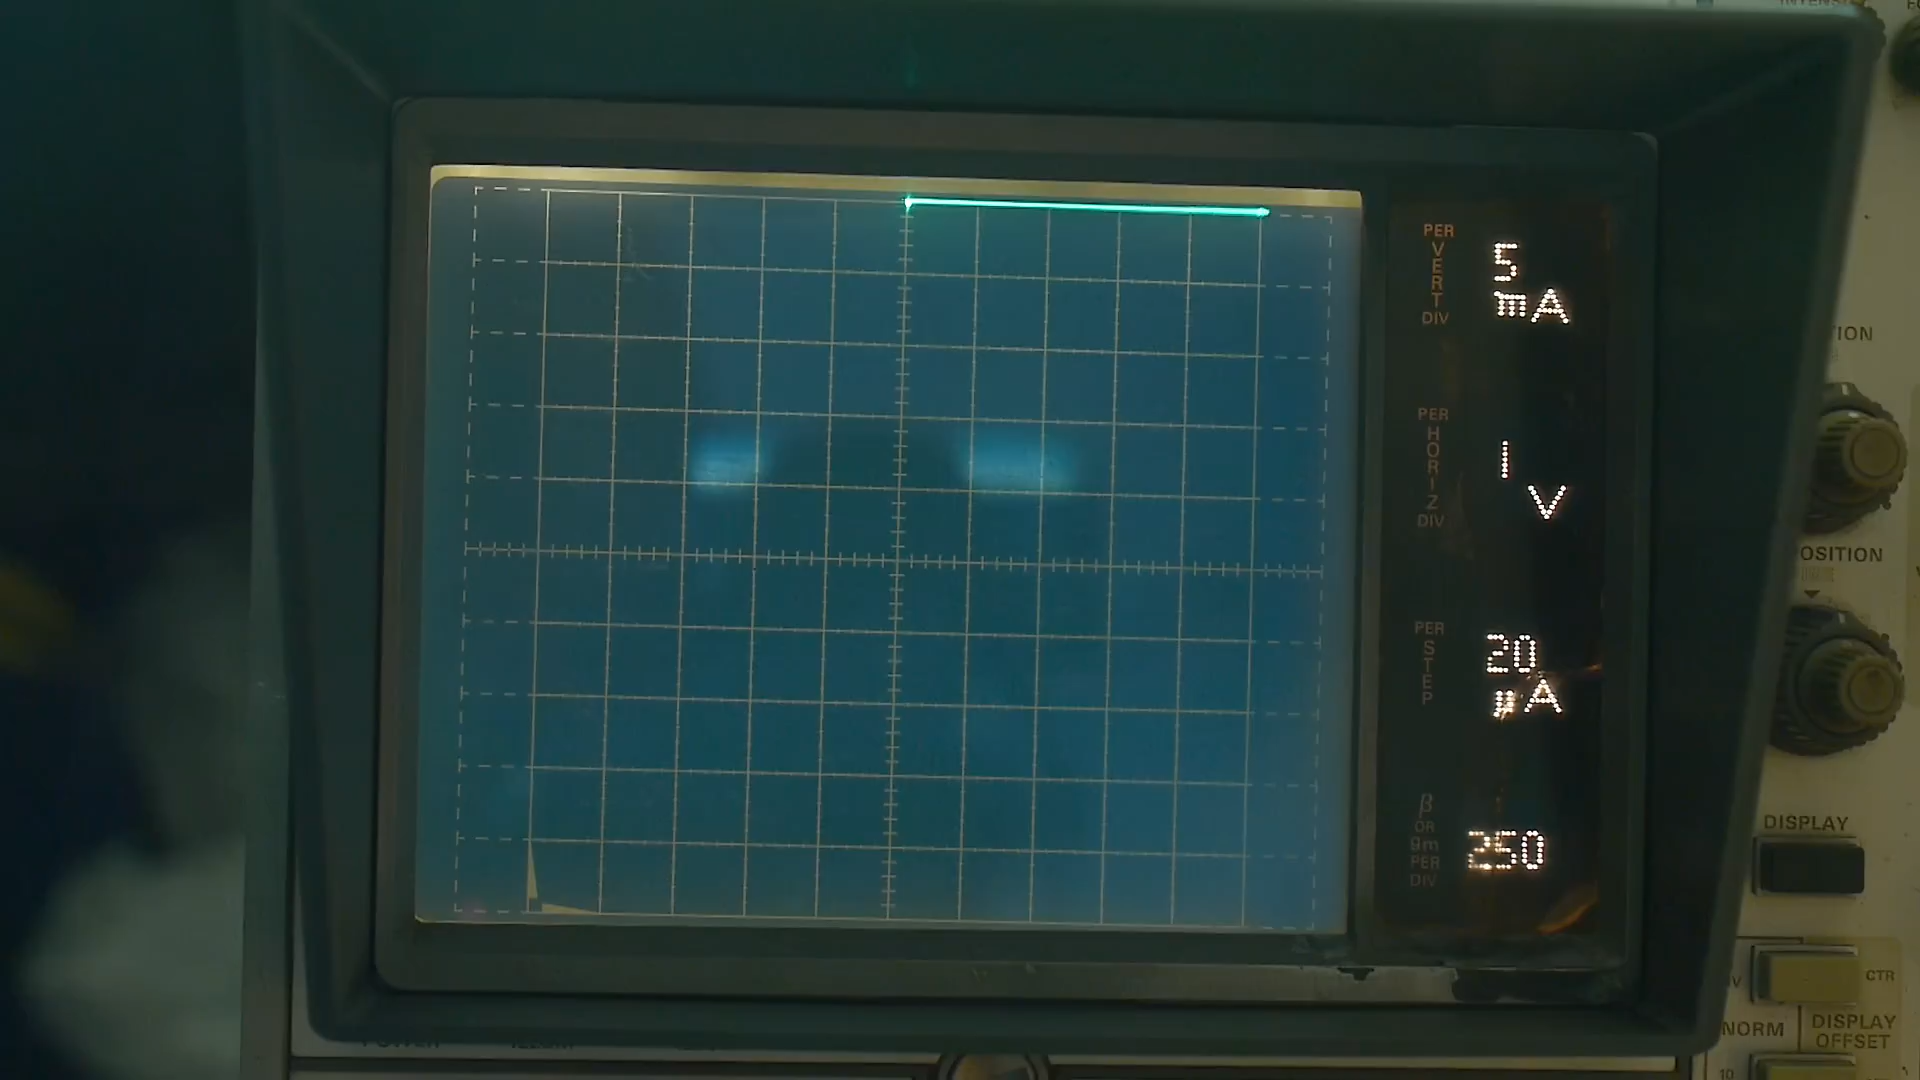 PER
VERT
DIV
5
mA
PER
HORIZ
DIV
1
V
PER
STEP
20
µA
β
OR
gm
PER
DIV
250
OSITION
DISPLAY
CTR
NORM
DISPLAY
OFFSET
10